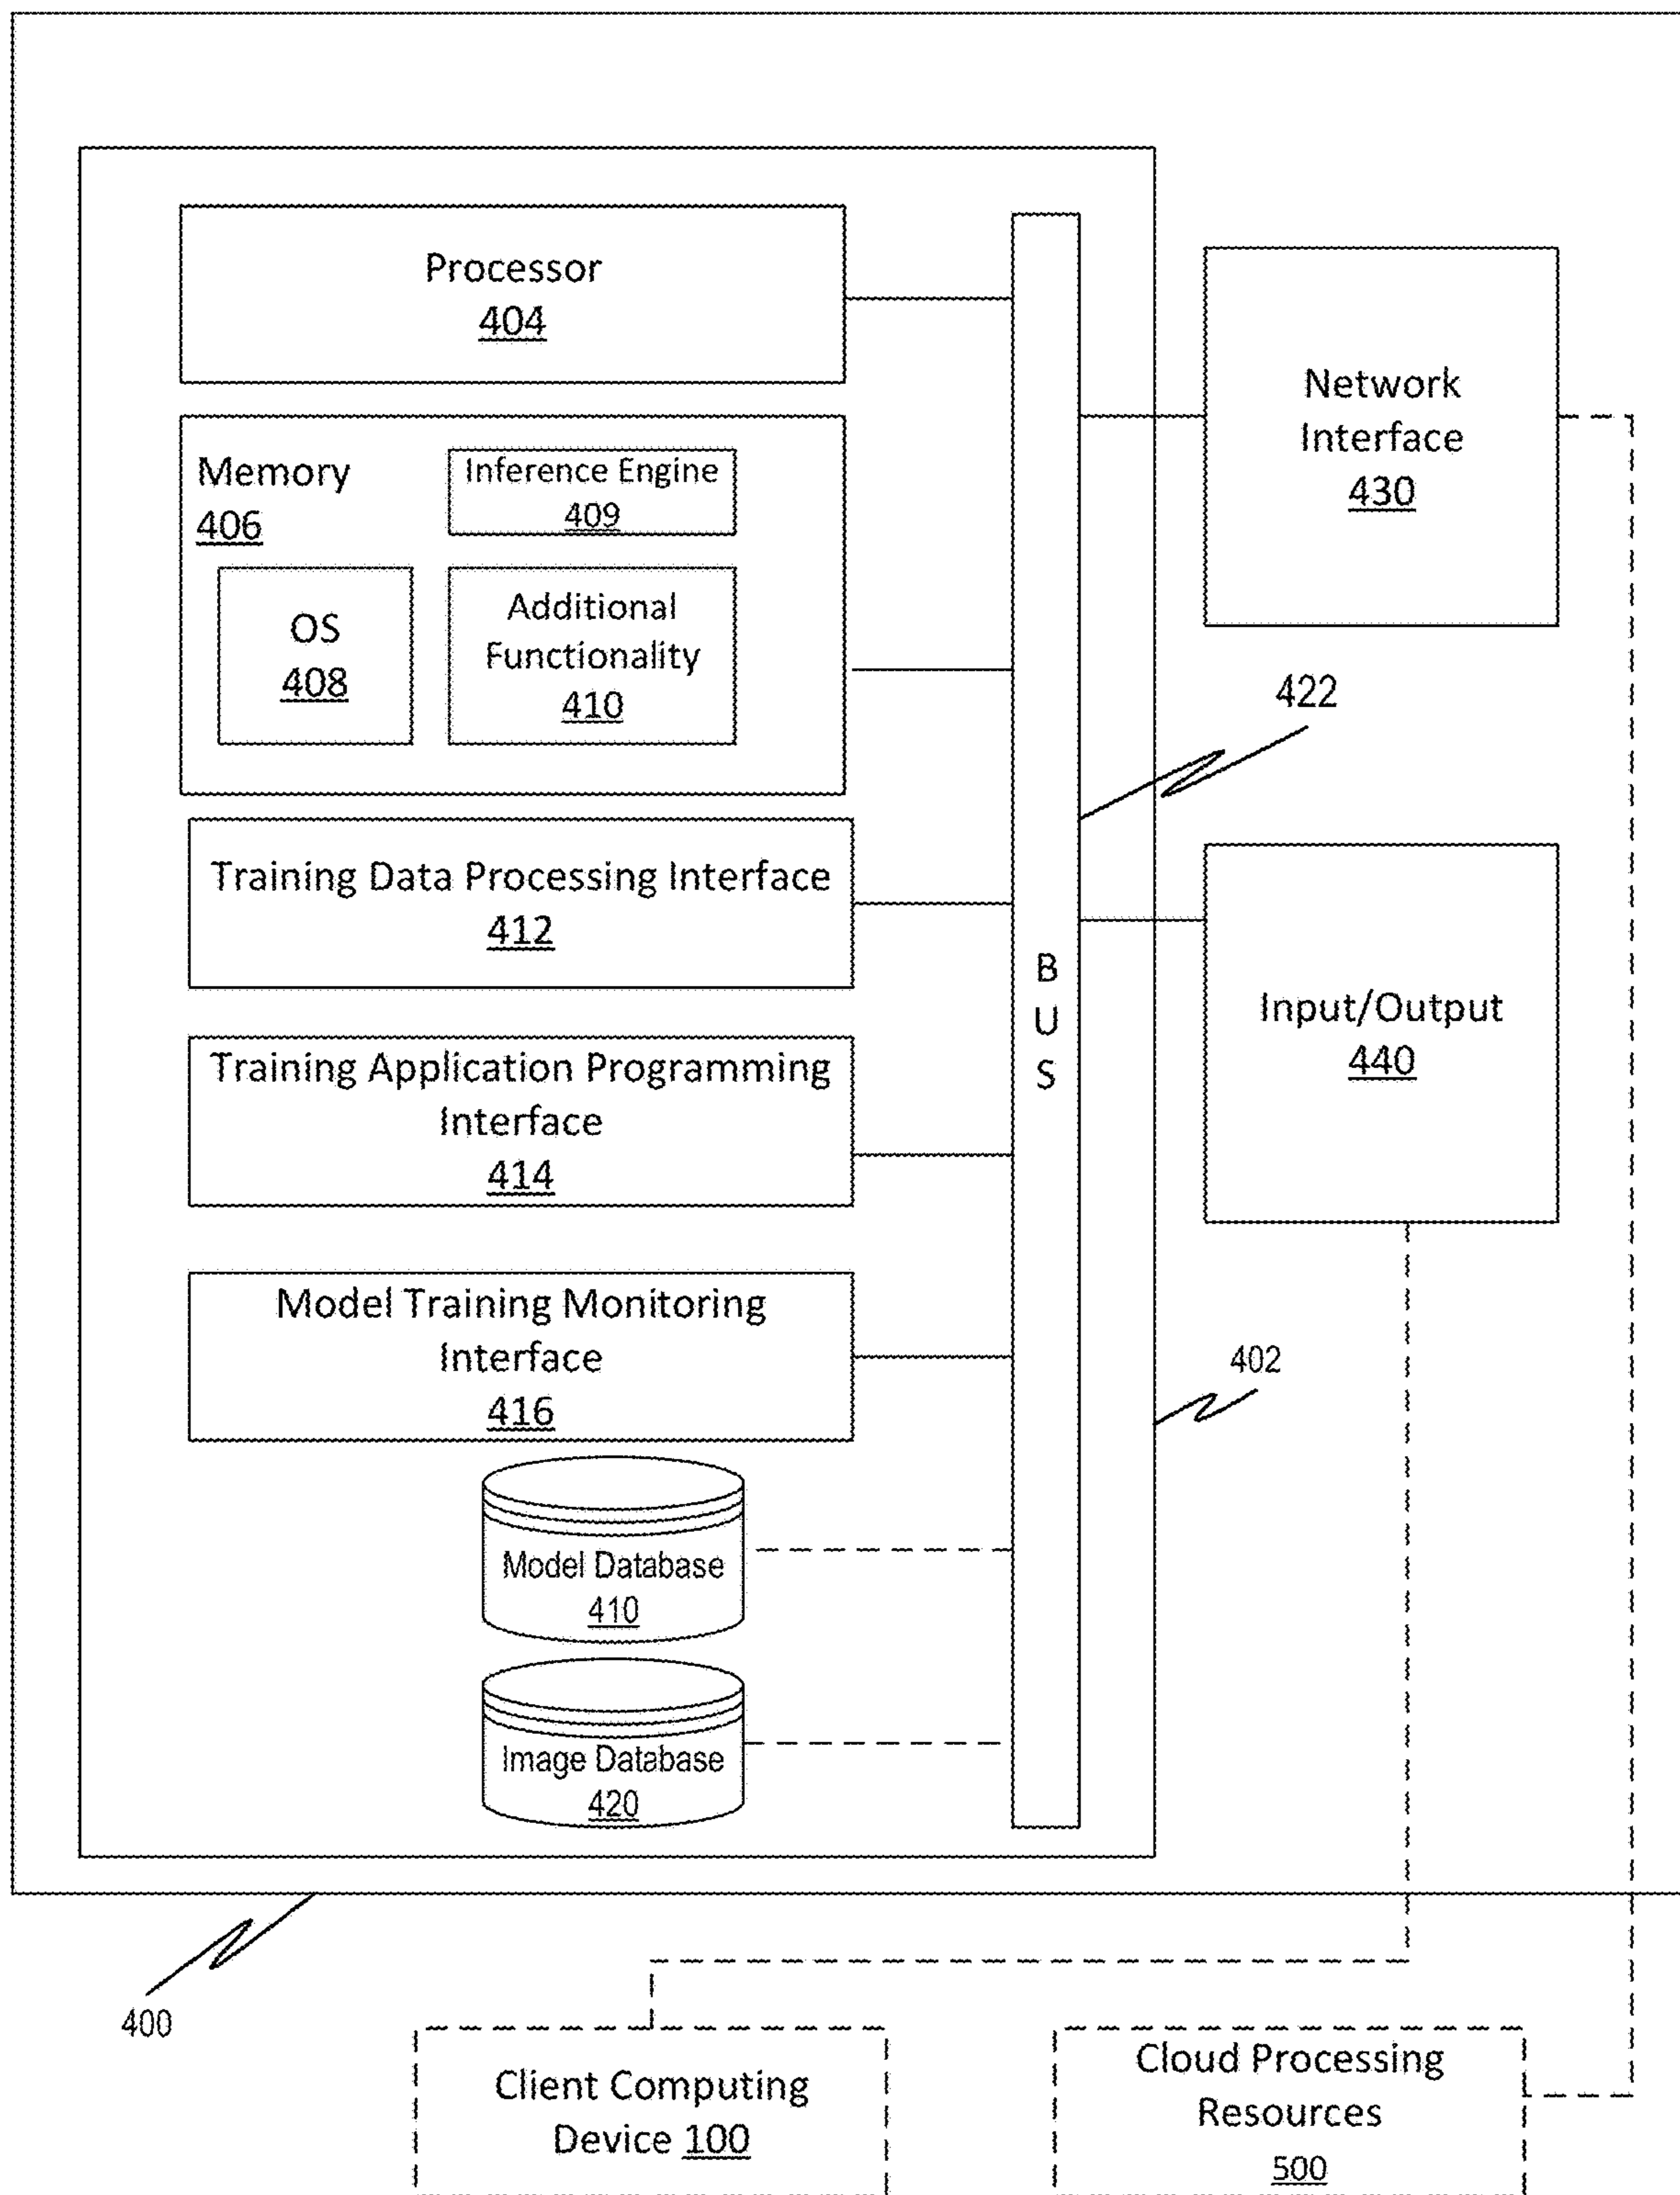 Processor
404
Memory
406
Inference Engine
409
OS
408
Additional
Functionality
410
Training Data Processing Interface
412
Training Application Programming
Interface
414
Model Training Monitoring
Interface
416
Model Database
410
Image Database
420
B
U
S
Network
Interface
430
422
Input/Output
440
402
400
Client Computing
Device 100
Cloud Processing
Resources
500